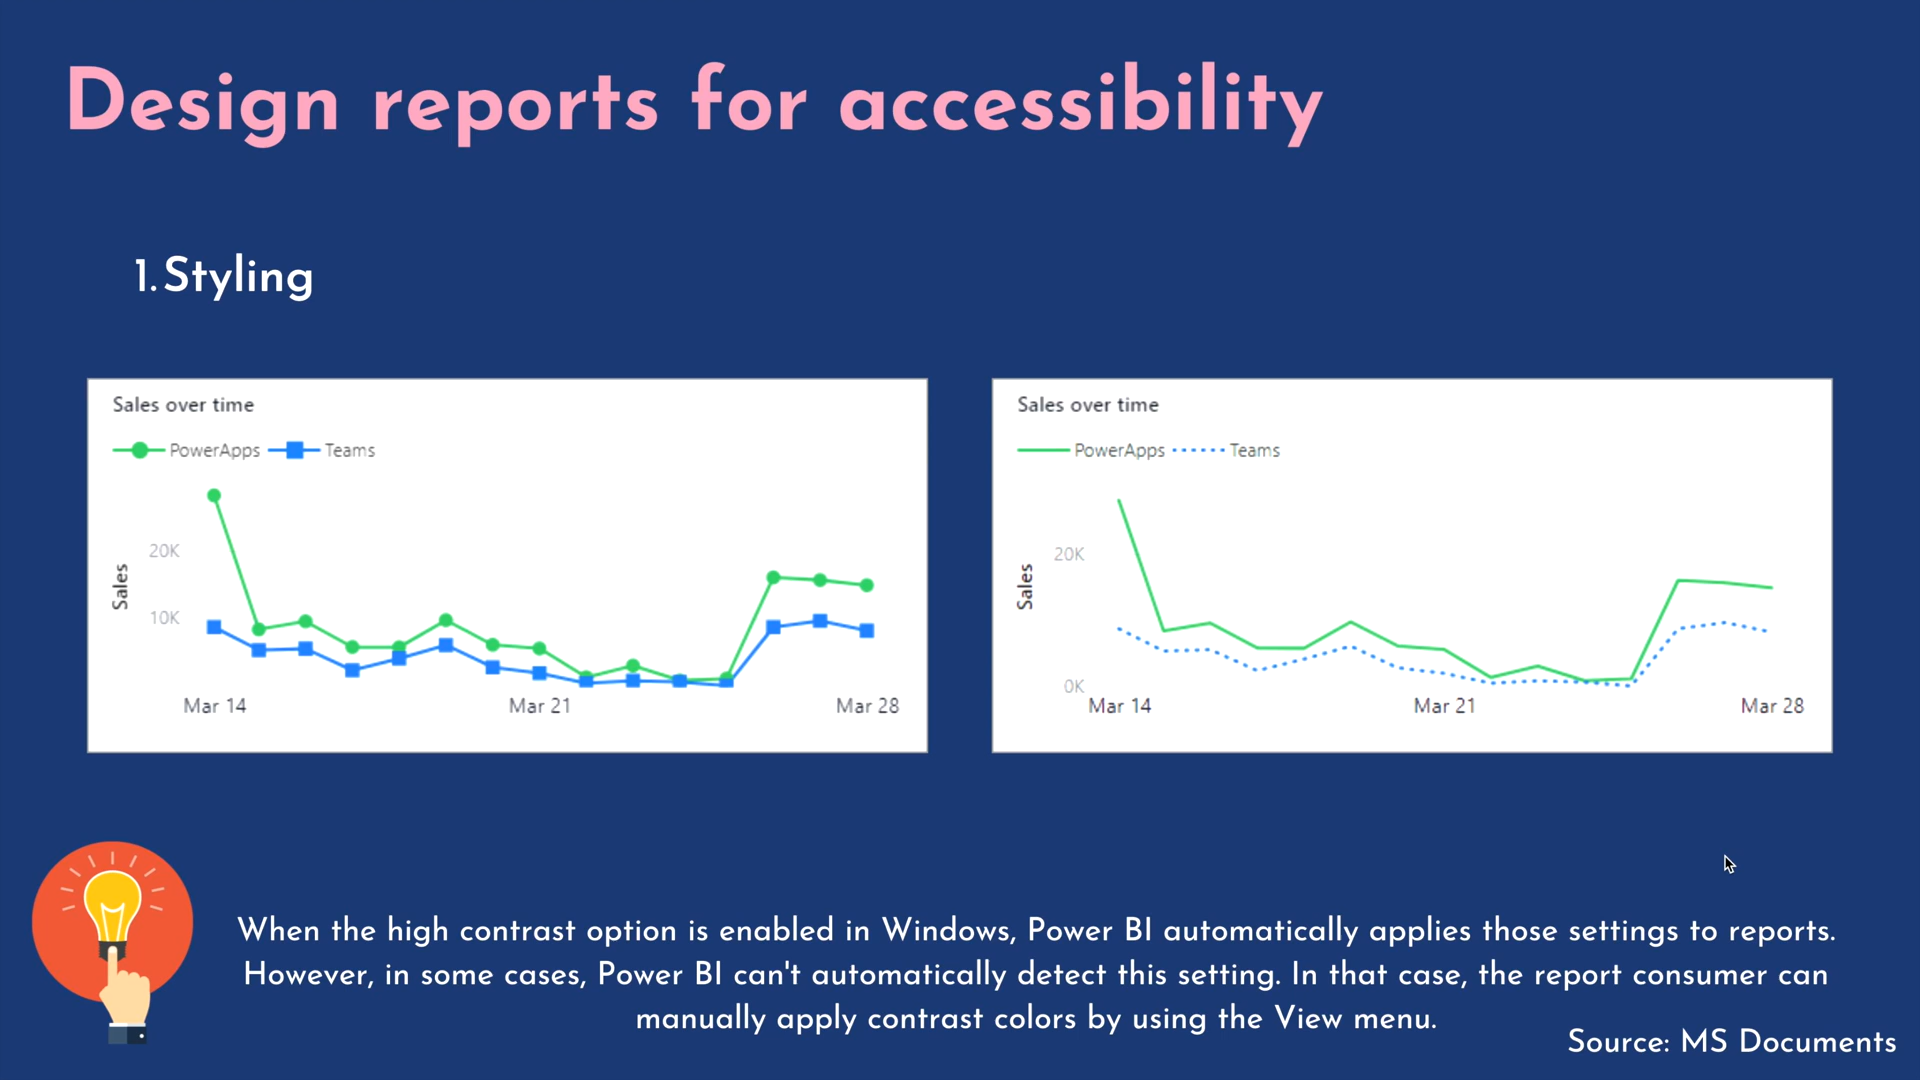 Design reports for accessibility
1. Styling
Sales over time
PowerApps Teams
20K
10K
Sales
Mar 14 Mar 21 Mar 28
Sales over time
PowerApps Teams
20K
0K
Sales
Mar 14 Mar 21 Mar 28
When the high contrast option is enabled in Windows, Power BI automatically applies those settings to reports.
However, in some cases, Power BI can't automatically detect this setting. In that case, the report consumer can
manually apply contrast colors by using the View menu.
Source: MS Documents